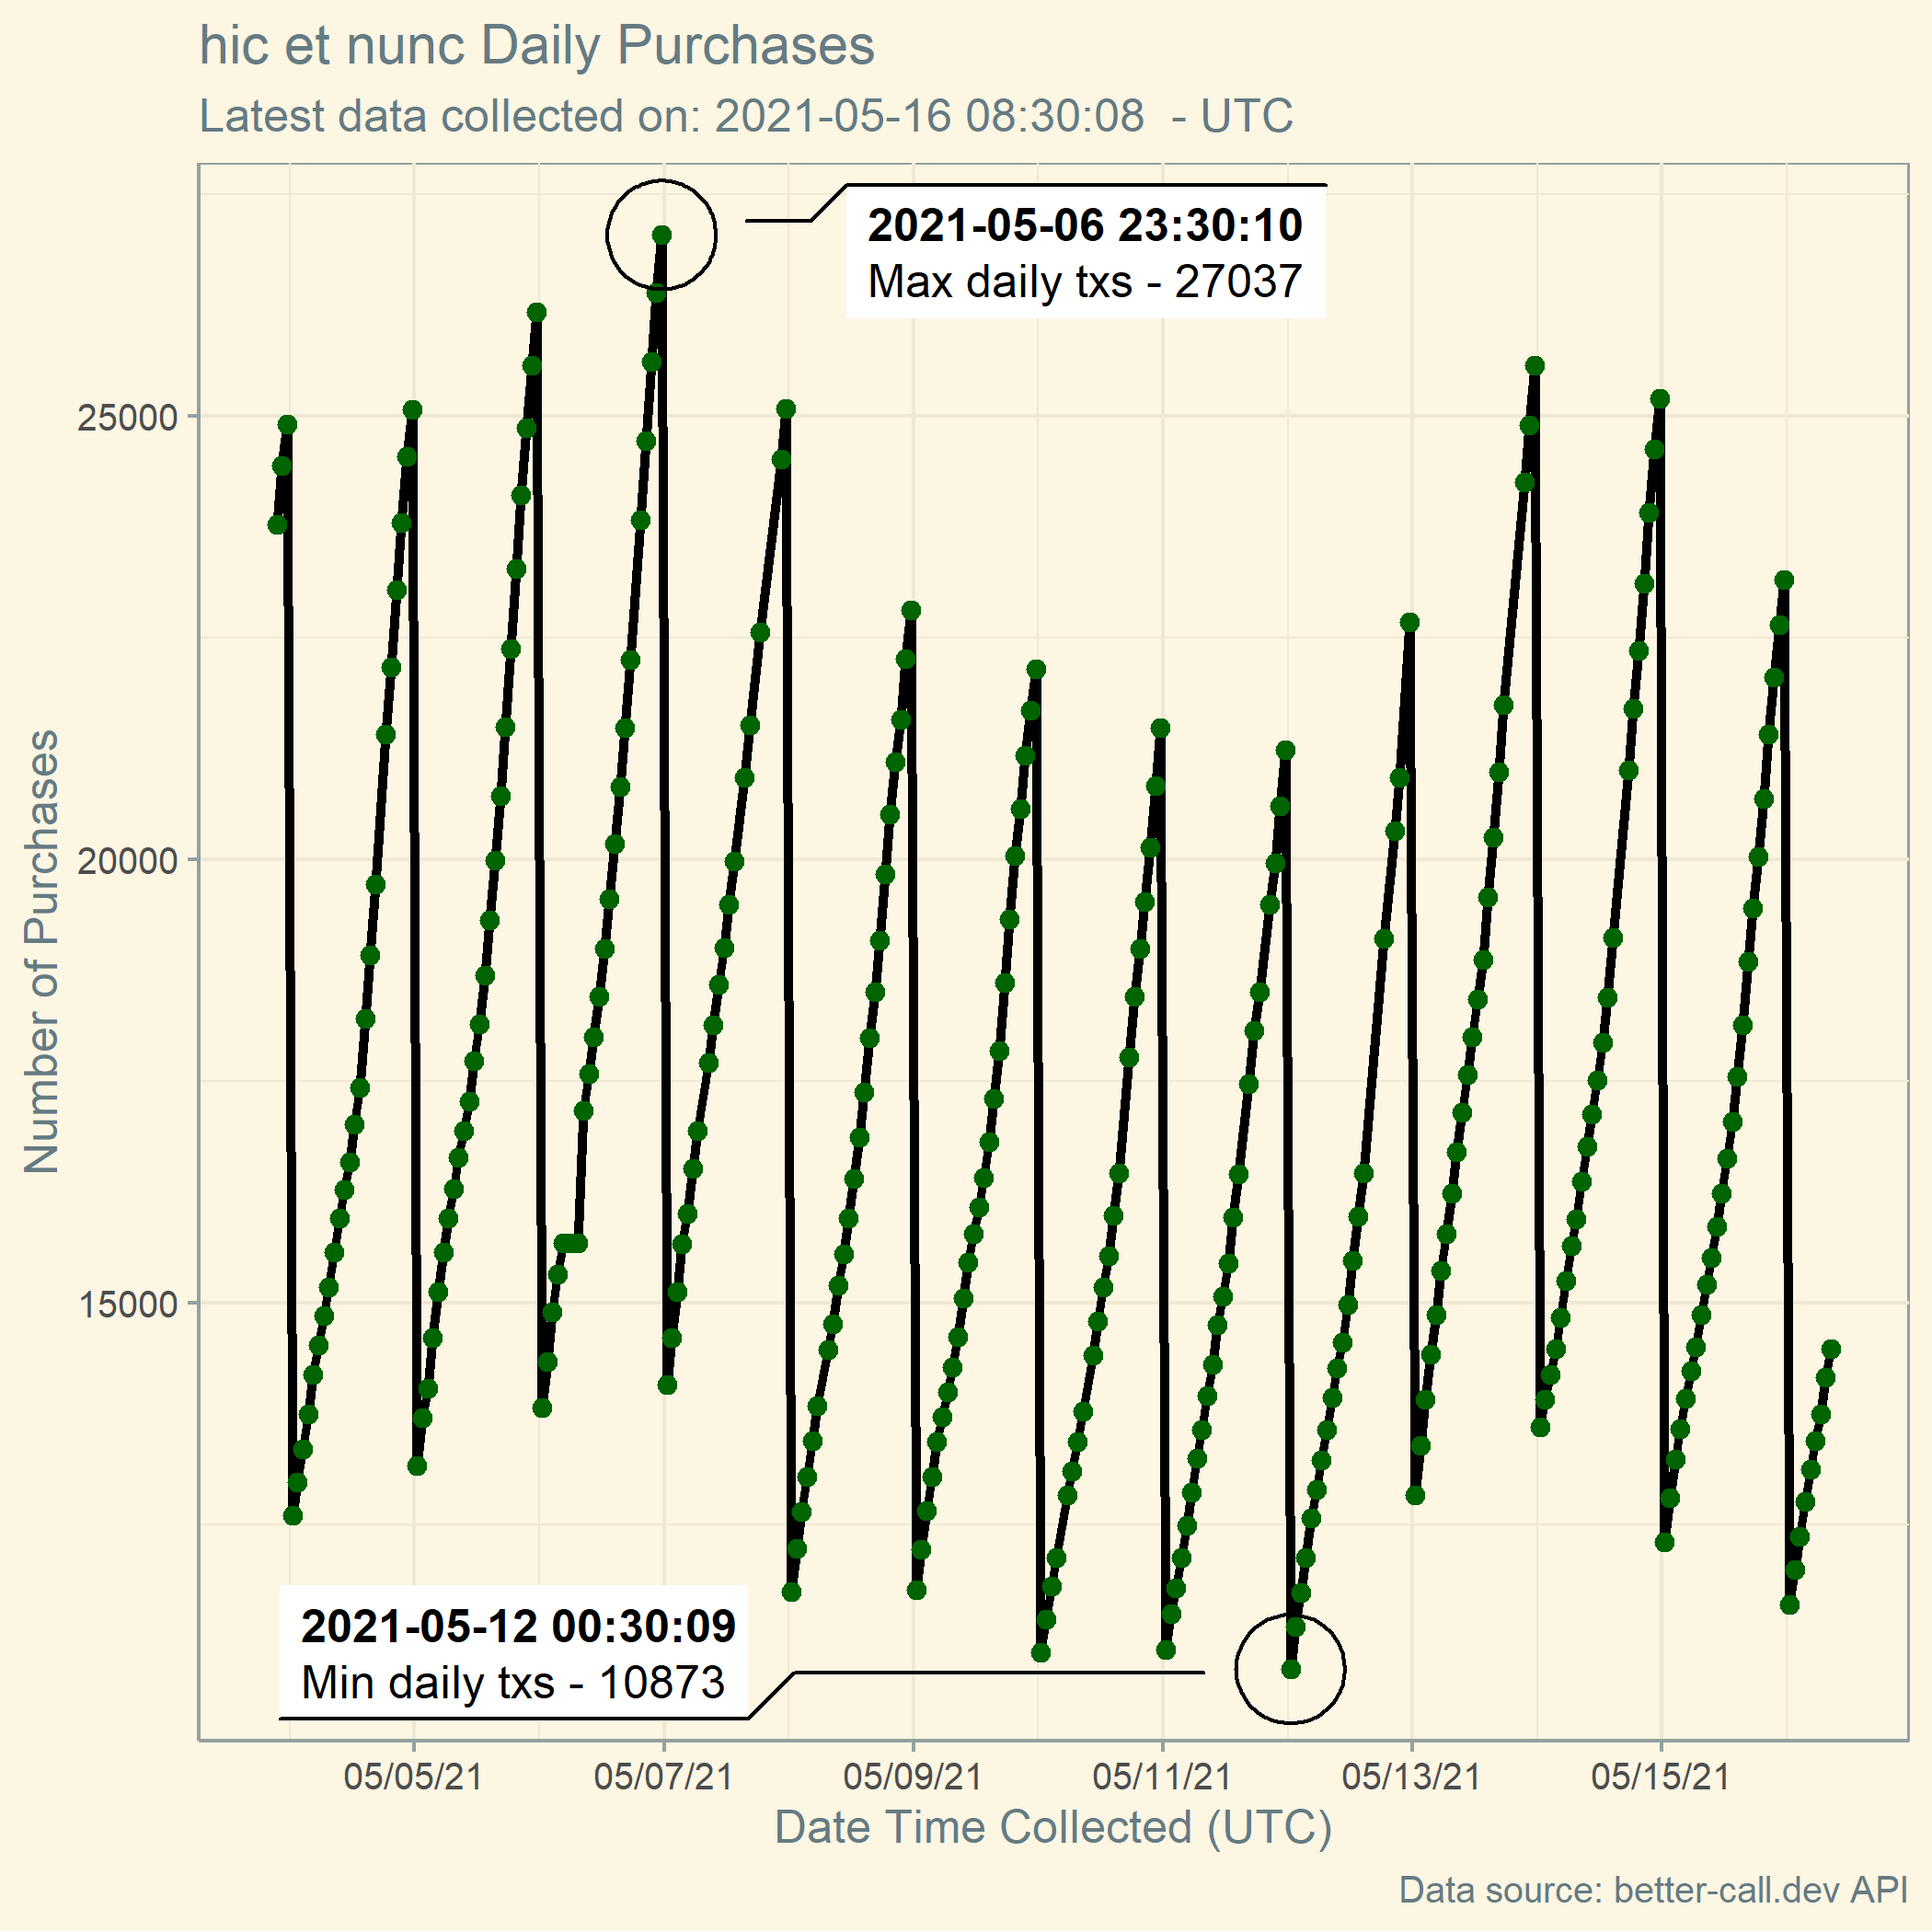 hic et nunc Daily Purchases
Latest data collected on: 2021-05-16 08:30:08  - UTC
2021-05-06 23:30:10
Max daily txs - 27037
25000
20000
15000
Number of Purchases
2021-05-12 00:30:09
Min daily txs - 10873
05/05/21 05/07/21 05/09/21 05/11/21 05/13/21 05/15/21
Date Time Collected (UTC)
Data source: better-call.dev API